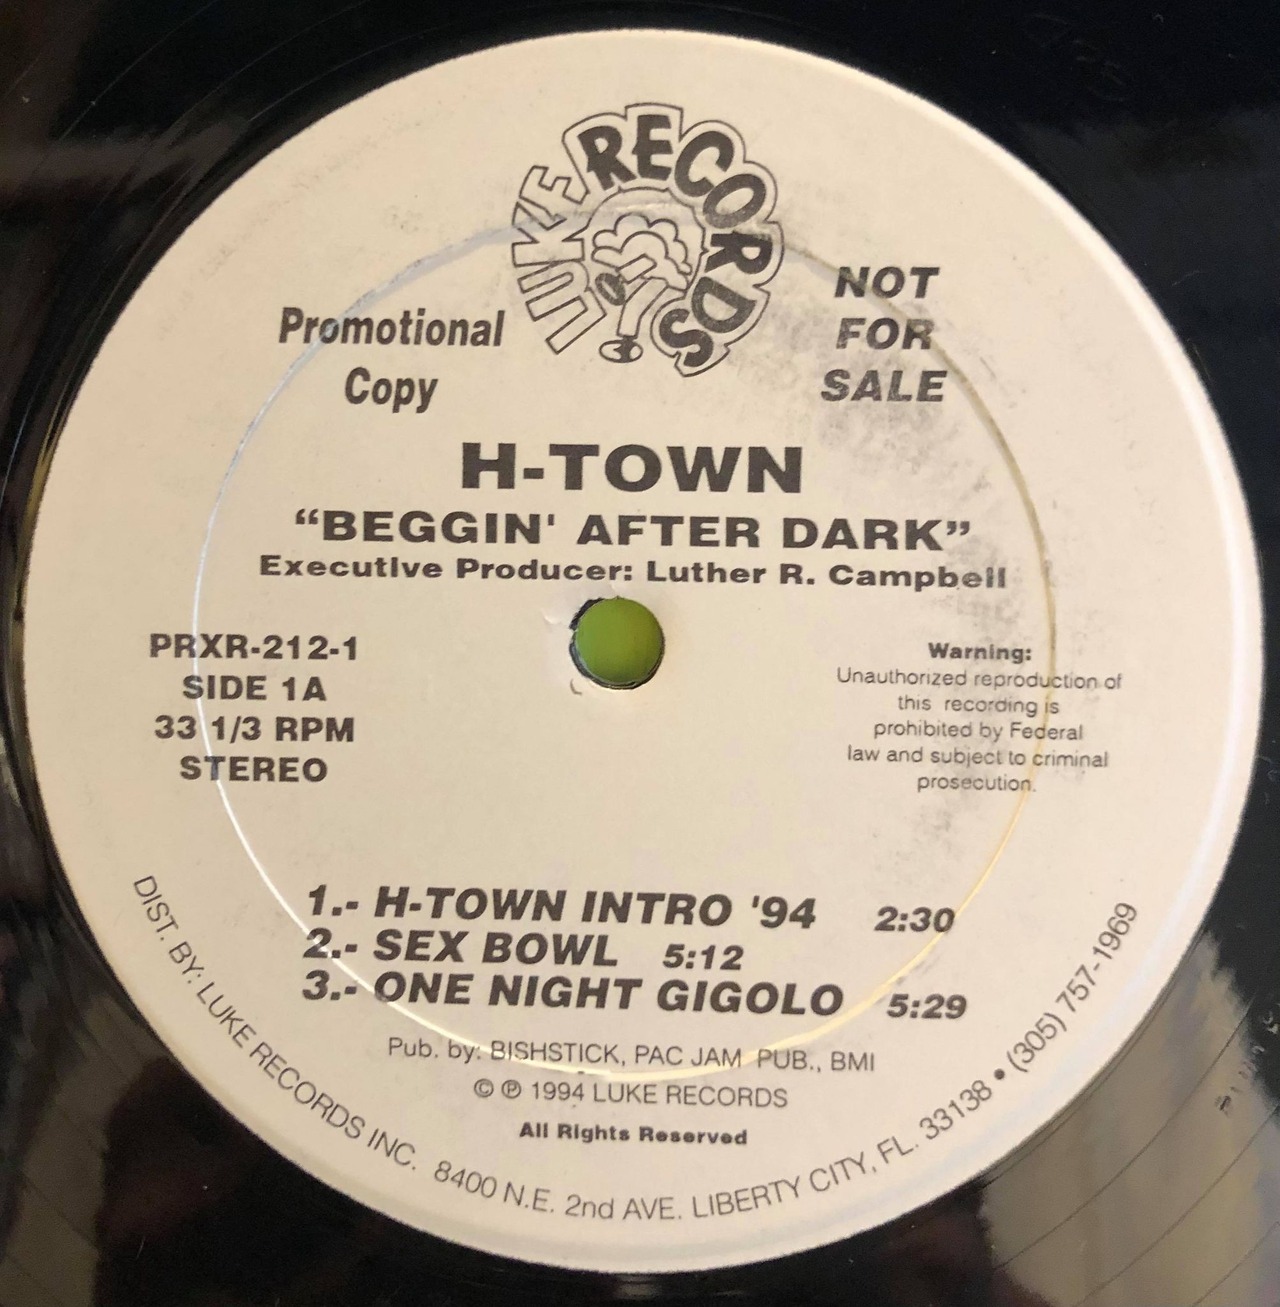 LUKE RECORDS
Promotional
Copy
NOT
FOR
SALE
H-TOWN
“BEGGIN' AFTER DARK”
Executive Producer: Luther R. Campbell
PRXR-212-1
SIDE 1A
33 1/3 RPM
STEREO
Warning:
Unauthorized reproduction of
this recording is
prohibited by Federal
law and subject to criminal
prosecution.
1.- H-TOWN INTRO '94 2:30
2.- SEX BOWL 5:12
3.- ONE NIGHT GIGOLO 5:29
Pub. by: BISHSTICK, PAC JAM PUB., BMI
© ℗ 1994 LUKE RECORDS
All Rights Reserved
DIST. BY: LUKE RECORDS INC. 8400 N.E. 2nd AVE. LIBERTY CITY, FL. 33138 • (305) 757-1969